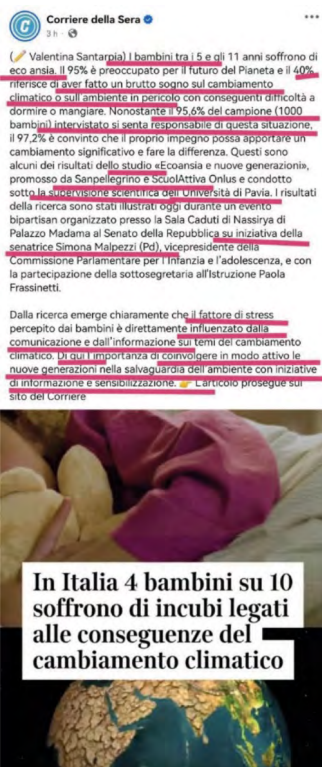 Corriere della Sera
3 h
( Valentina Santarpia) I bambini tra i 5 e gli 11 anni soffrono di
eco ansia. Il 95% è preoccupato per il futuro del Pianeta e il 40%
riferisce di aver fatto un brutto sogno sul cambiamento
climatico o sull'ambiente in pericolo con conseguenti difficoltà a
dormire o mangiare. Nonostante il 95,6% del campione (1000
bambini) intervistato si senta responsabile di questa situazione,
il 97,2% è convinto che il proprio impegno possa apportare un
cambiamento significativo e fare la differenza. Questi sono
alcuni dei risultati dello studio «Ecoansia e nuove generazioni»,
promosso da Sanpellegrino e ScuolAttiva Onlus e condotto
sotto la supervisione scientifica dell'Università di Pavia. I risultati
della ricerca sono stati illustrati oggi durante un evento
bipartisan organizzato presso la Sala Caduti di Nassirya di
Palazzo Madama al Senato della Repubblica su iniziativa della
senatrice Simona Malpezzi (Pd), vicepresidente della
Commissione Parlamentare per l'Infanzia e l'adolescenza, e con
la partecipazione della sottosegretaria all'Istruzione Paola
Frassinetti.
Dalla ricerca emerge chiaramente che il fattore di stress
percepito dai bambini è direttamente influenzato dalla
comunicazione e dall'informazione sui temi del cambiamento
climatico. Di qui l'importanza di coinvolgere in modo attivo le
nuove generazioni nella salvaguardia dell'ambiente con iniziative
di informazione e sensibilizzazione. 👉 L'articolo prosegue sul
sito del Corriere
In Italia 4 bambini su 10
soffrono di incubi legati
alle conseguenze del
cambiamento climatico